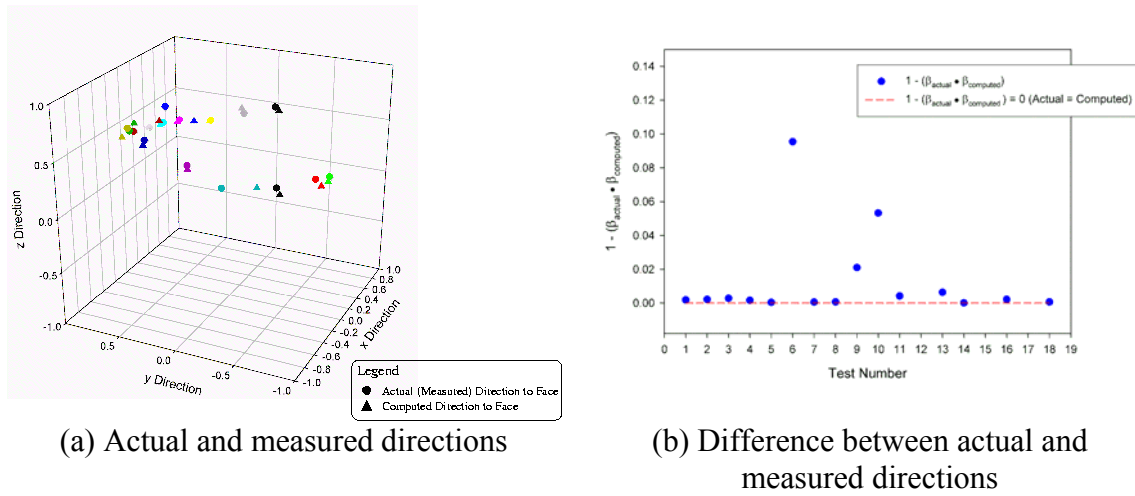 1.0
0.5
0.0
-0.5
-1.0
z Direction
0.5
0.0
-0.5
-1.0
y Direction
1.0
0.8
0.6
0.4
0.2
0.0
-0.2
-0.4
-0.6
-0.8
-1.0
x Direction
Legend
Actual (Measured) Direction to Face
Computed Direction to Face
(a) Actual and measured directions
0.14
0.12
0.10
0.08
0.06
0.04
0.02
0.00
1 - (βactual • βcomputed)
1 - (βactual • βcomputed)
1 - (βactual • βcomputed) = 0 (Actual = Computed)
0 1 2 3 4 5 6 7 8 9 10 11 12 13 14 15 16 17 18 19
Test Number
(b) Difference between actual and
measured directions